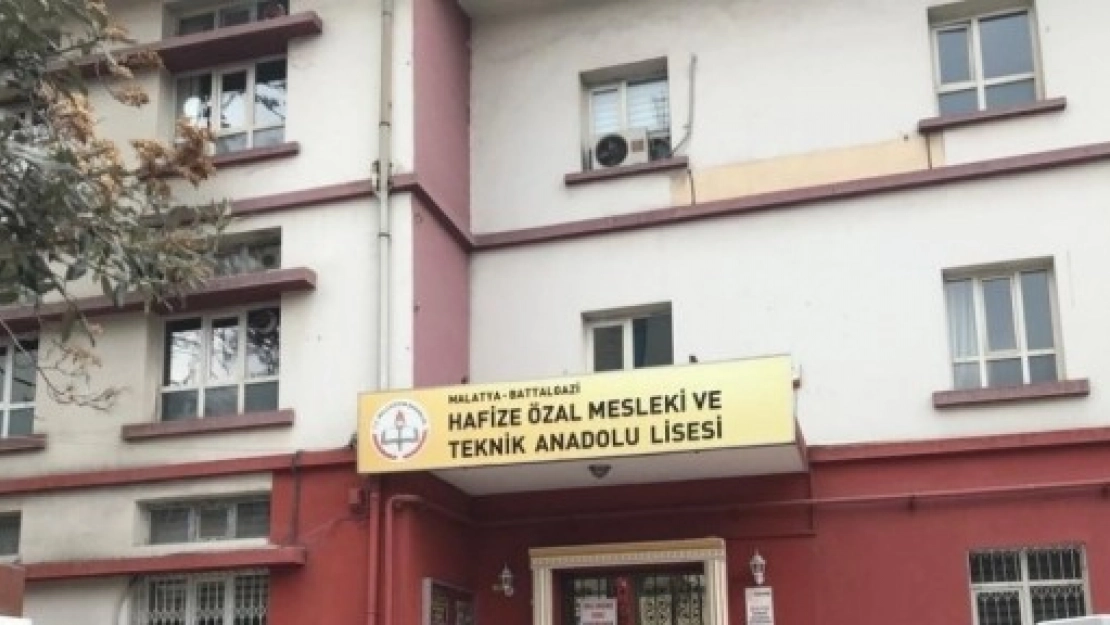 MALATYA - BATTALGAZİ
HAFİZE ÖZAL MESLEKİ VE
TEKNİK ANADOLU LİSESİ